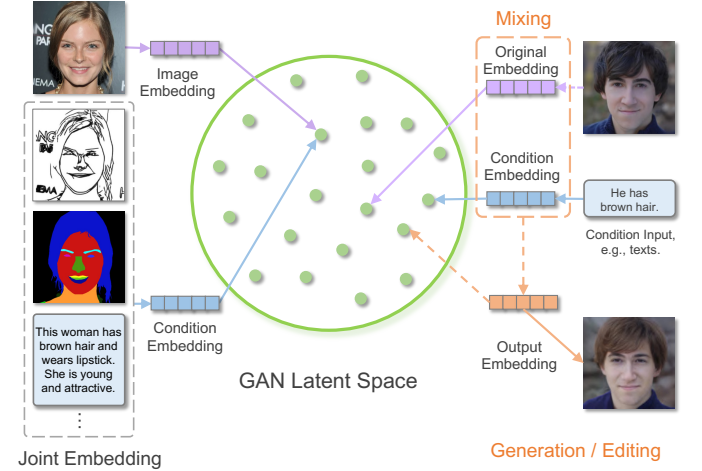 Mixing
Original
Embedding
Image
Embedding
Condition
Embedding
He has
brown hair.
Condition Input,
e.g., texts.
This woman has
brown hair and
wears lipstick.
She is young
and attractive.
⋮
Condition
Embedding
Output
Embedding
GAN Latent Space
Joint Embedding
Generation / Editing